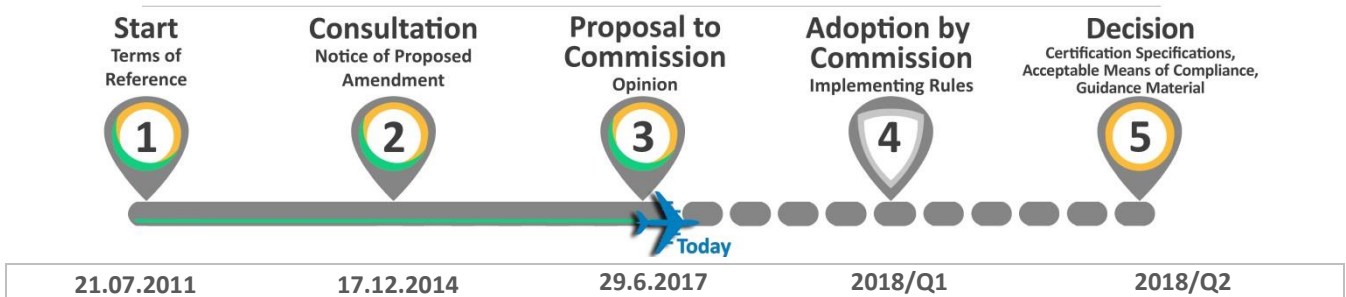 Start
Terms of
Reference
Consultation
Notice of Proposed
Amendment
Proposal to
Commission
Opinion
Adoption by
Commission
Implementing Rules
Decision
Certification Specifications,
Acceptable Means of Compliance,
Guidance Material
1
2
3
4
5
Today
21.07.2011
17.12.2014
29.6.2017
2018/Q1
2018/Q2